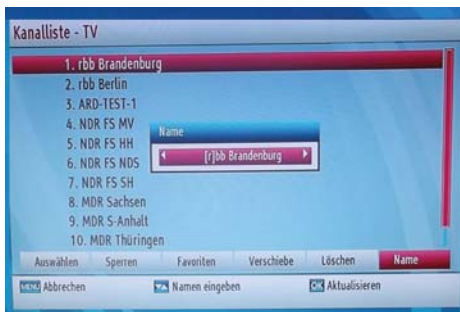 Kanalliste - TV
1. rbb Brandenburg
2. rbb Berlin
3. ARD-TEST-1
4. NDR FS MV
5. NDR FS HH
6. NDR FS NDS
7. NDR FS SH
8. MDR Sachsen
9. MDR S-Anhalt
10. MDR Thüringen
Name
[r]bb Brandenburg
Auswählen Sperren Favoriten Verschiebe Löschen Name
MENU Abbrechen Namen eingeben OK Aktualisieren